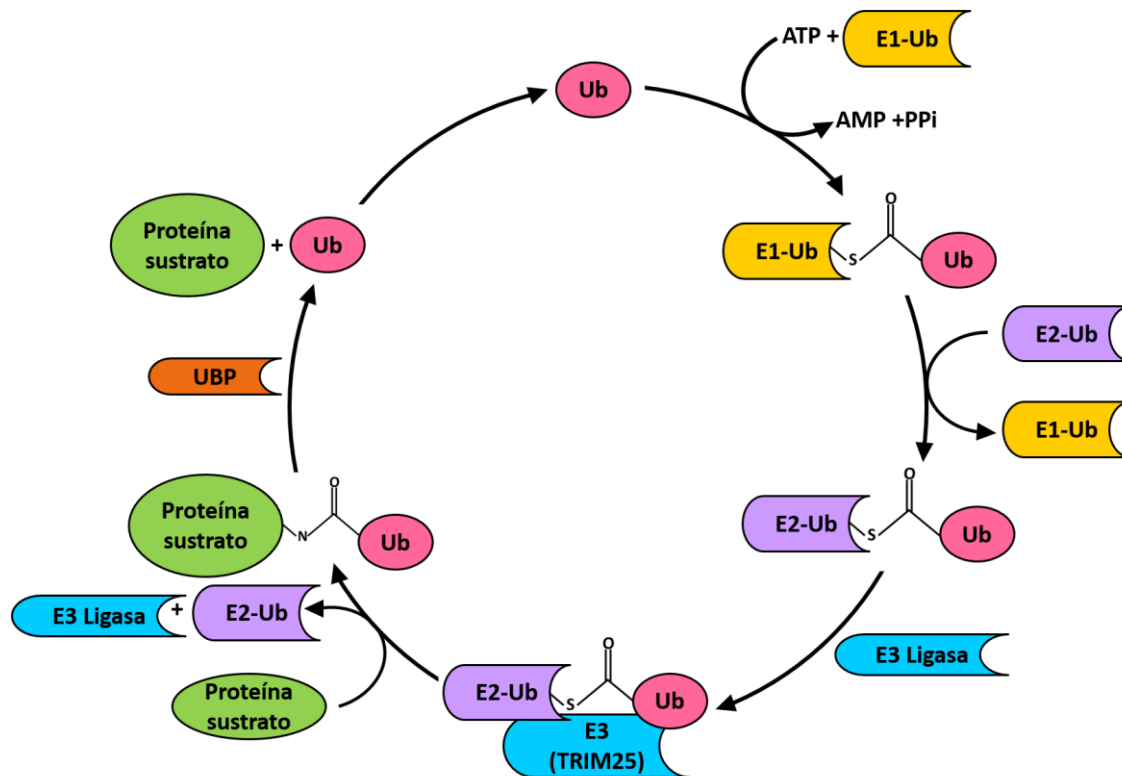 Ub
ATP +
E1-Ub
AMP +PPi
E1-Ub
S
O
Ub
E2-Ub
E1-Ub
E2-Ub
S
O
Ub
E3 Ligasa
E2-Ub
S
O
Ub
E3
(TRIM25)
Proteína
sustrato
E3 Ligasa
+
E2-Ub
Proteína
sustrato
N
O
Ub
UBP
Proteína
sustrato
+
Ub